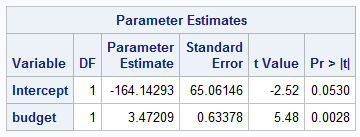 Parameter Estimates
Variable DF Parameter Estimate Standard Error t Value Pr > |t|
Intercept 1 -164.14293 65.06146 -2.52 0.0530
budget 1 3.47209 0.63378 5.48 0.0028